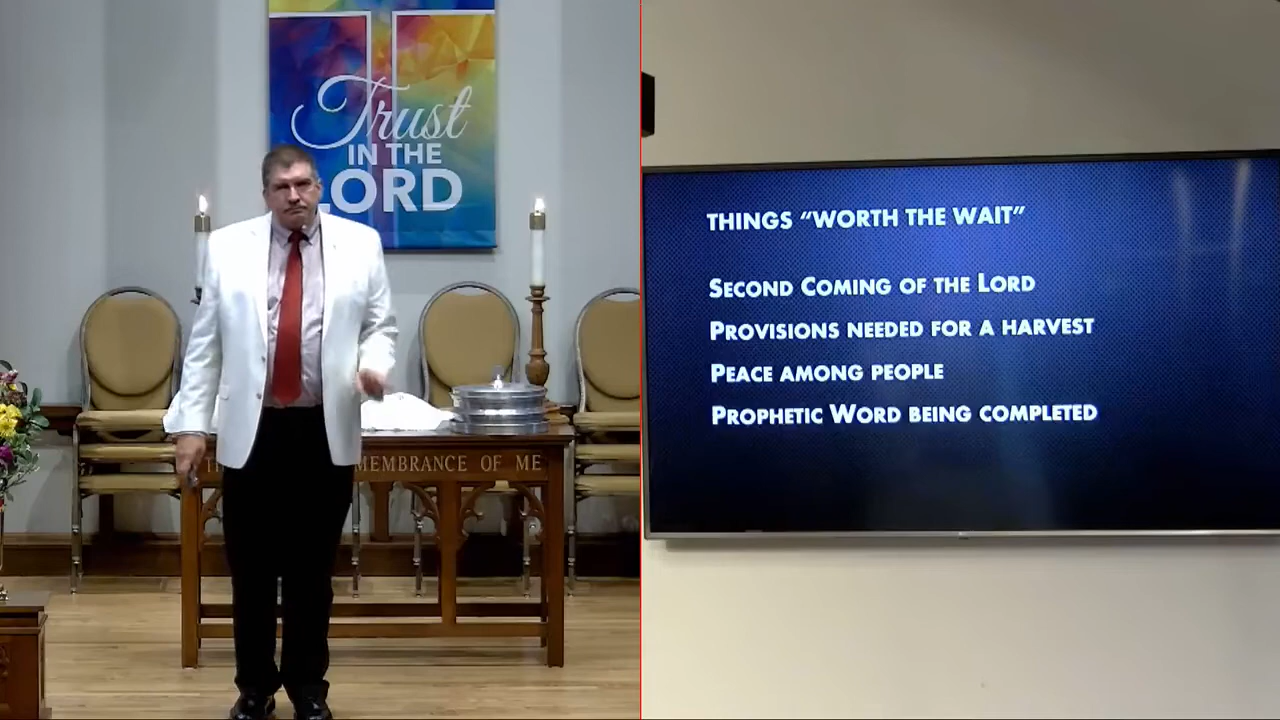 Trust
IN THE
LORD
MEMBRANCE OF ME
THINGS “WORTH THE WAIT”
SECOND COMING OF THE LORD
PROVISIONS NEEDED FOR A HARVEST
PEACE AMONG PEOPLE
PROPHETIC WORD BEING COMPLETED